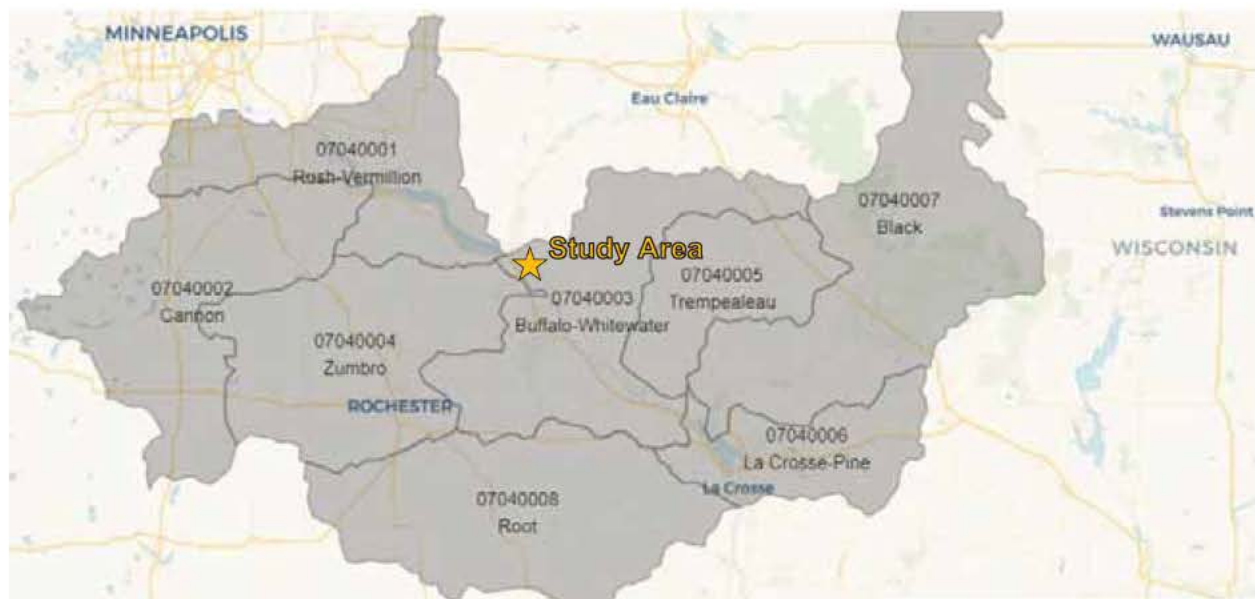 MINNEAPOLIS
WAUSAU
Eau Claire
07040001
Rush-Vermillion
07040007
Black
Stevens Point
WISCONSIN
Study Area
07040005
Trempealeau
07040002
Cannon
07040003
Buffalo-Whitewater
07040004
Zumbro
ROCHESTER
07040006
La Crosse-Pine
La Crosse
07040008
Root